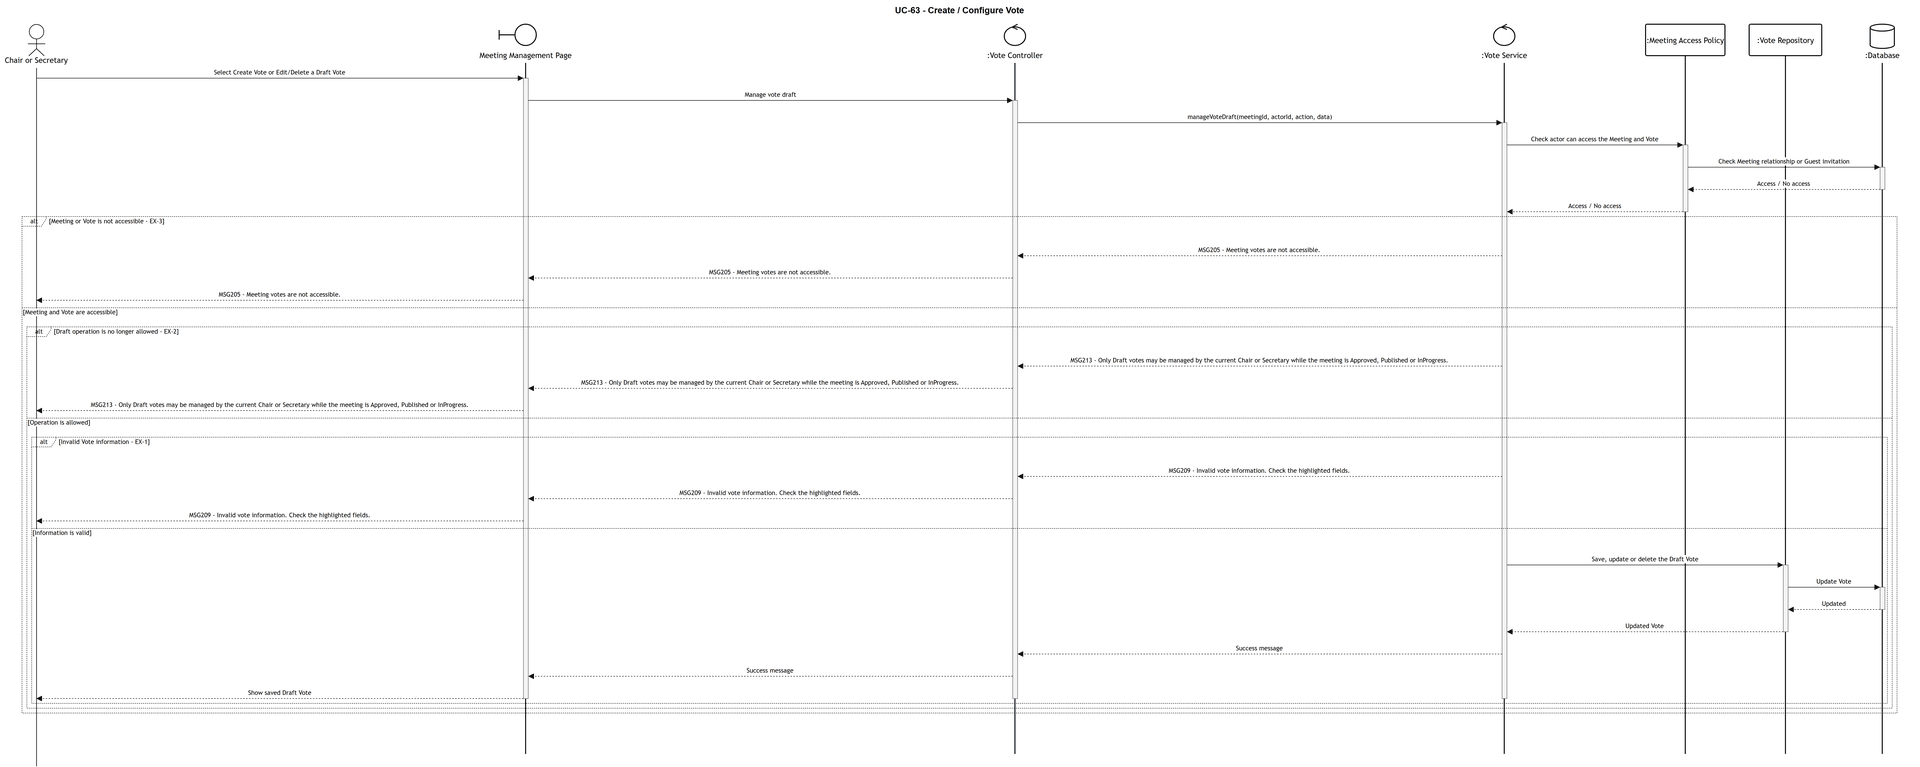 UC-63 - Create / Configure Vote
Chair or Secretary
Meeting Management Page
:Vote Controller
:Vote Service
:Meeting Access Policy
:Vote Repository
:Database
Select Create Vote or Edit/Delete a Draft Vote
Manage vote draft
manageVoteDraft(meetingId, actorId, action, data)
Check actor can access the Meeting and Vote
Check Meeting relationship or Guest invitation
Access / No access
Access / No access
alt
[Meeting or Vote is not accessible - EX-3]
MSG205 - Meeting votes are not accessible.
MSG205 - Meeting votes are not accessible.
MSG205 - Meeting votes are not accessible.
[Meeting and Vote are accessible]
alt
[Draft operation is no longer allowed - EX-2]
MSG213 - Only Draft votes may be managed by the current Chair or Secretary while the meeting is Approved, Published or InProgress.
MSG213 - Only Draft votes may be managed by the current Chair or Secretary while the meeting is Approved, Published or InProgress.
MSG213 - Only Draft votes may be managed by the current Chair or Secretary while the meeting is Approved, Published or InProgress.
[Operation is allowed]
alt
[Invalid Vote information - EX-1]
MSG209 - Invalid vote information. Check the highlighted fields.
MSG209 - Invalid vote information. Check the highlighted fields.
MSG209 - Invalid vote information. Check the highlighted fields.
[Information is valid]
Save, update or delete the Draft Vote
Update Vote
Updated
Updated Vote
Success message
Success message
Show saved Draft Vote